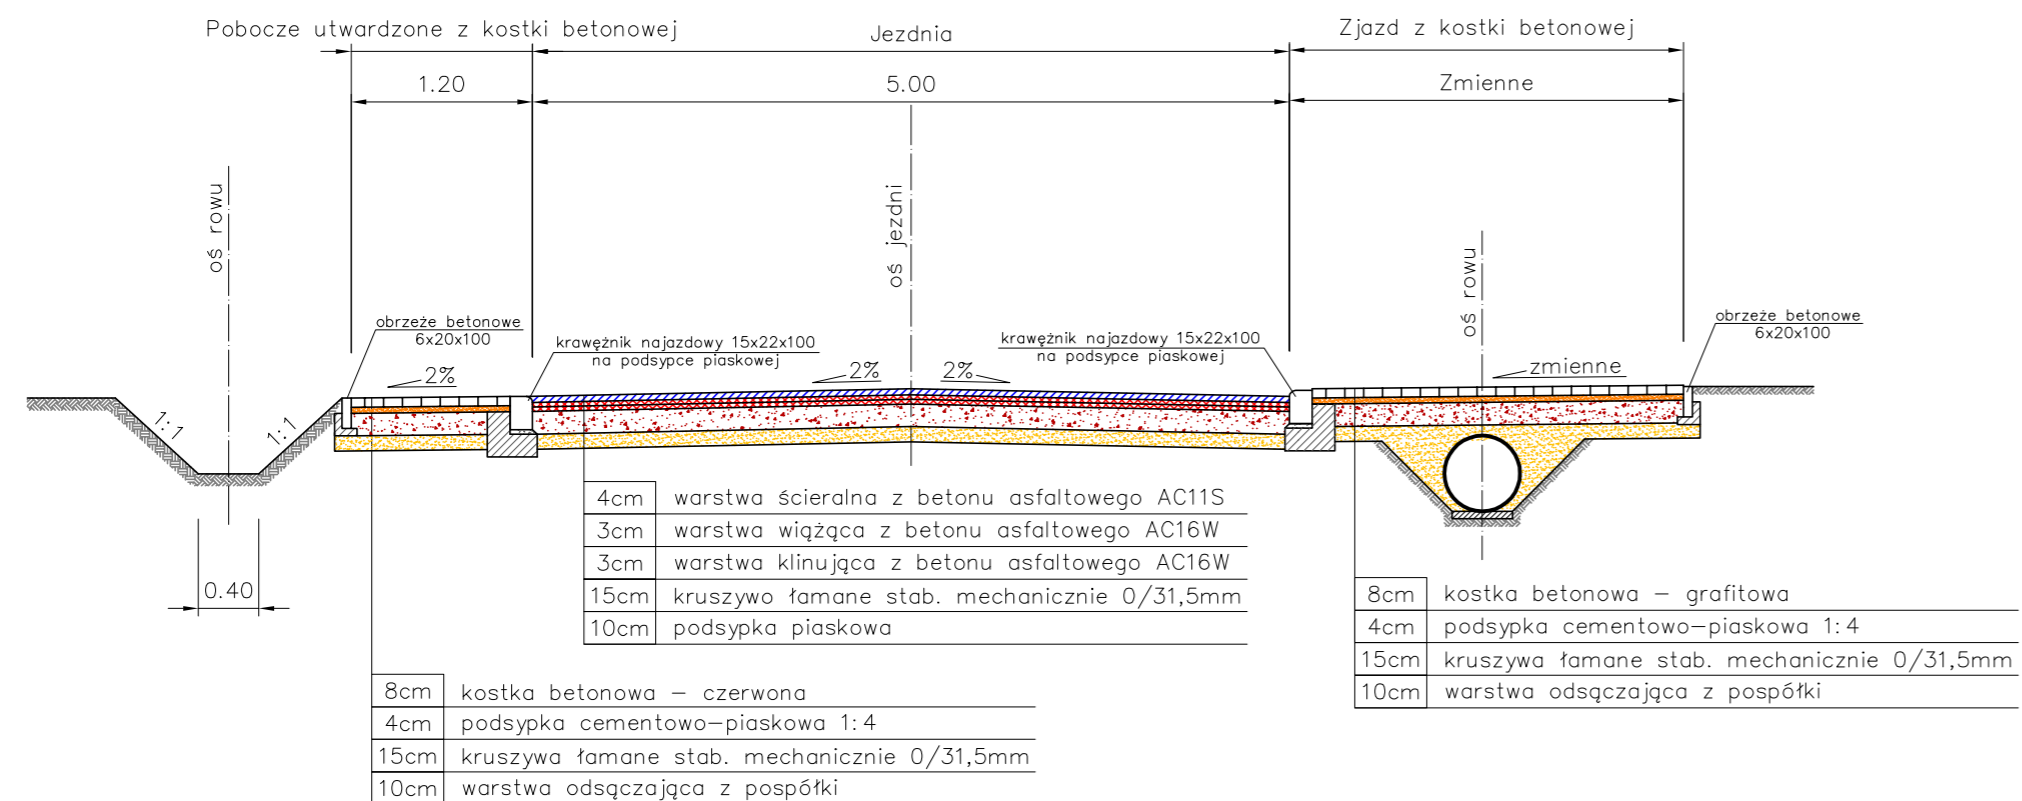 Pobocze utwardzone z kostki betonowej
Jezdnia
Zjazd z kostki betonowej
1.20
5.00
Zmienne
oś rowu
oś jezdni
oś rowu
obrzeże betonowe
6x20x100
krawężnik najazdowy 15x22x100
na podsypce piaskowej
krawężnik najazdowy 15x22x100
na podsypce piaskowej
obrzeże betonowe
6x20x100
2%
2%
2%
zmienne
1:1
1:1
0.40
4cm warstwa ścieralna z betonu asfaltowego AC11S
3cm warstwa wiążąca z betonu asfaltowego AC16W
3cm warstwa klinująca z betonu asfaltowego AC16W
15cm kruszywo łamane stab. mechanicznie 0/31,5mm
10cm podsypka piaskowa
8cm kostka betonowa – grafitowa
4cm podsypka cementowo–piaskowa 1:4
15cm kruszywa łamane stab. mechanicznie 0/31,5mm
10cm warstwa odsączająca z pospółki
8cm kostka betonowa – czerwona
4cm podsypka cementowo–piaskowa 1:4
15cm kruszywa łamane stab. mechanicznie 0/31,5mm
10cm warstwa odsączająca z pospółki